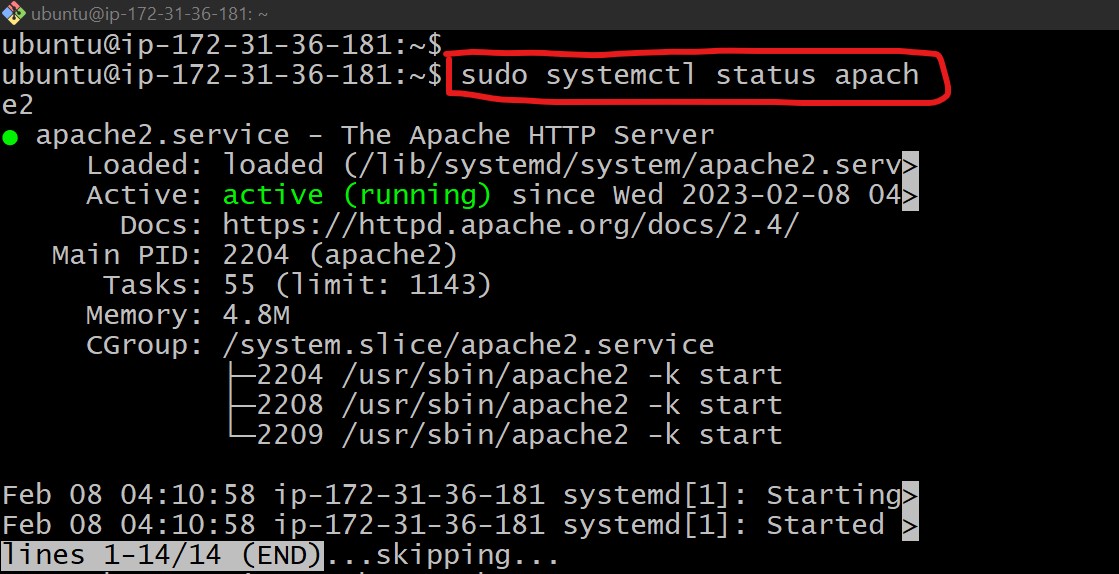 ubuntu@ip-172-31-36-181: ~
ubuntu@ip-172-31-36-181:~$
ubuntu@ip-172-31-36-181:~$ sudo systemctl status apach
e2
● apache2.service - The Apache HTTP Server
     Loaded: loaded (/lib/systemd/system/apache2.serv>
     Active: active (running) since Wed 2023-02-08 04>
       Docs: https://httpd.apache.org/docs/2.4/
   Main PID: 2204 (apache2)
      Tasks: 55 (limit: 1143)
     Memory: 4.8M
     CGroup: /system.slice/apache2.service
             ├─2204 /usr/sbin/apache2 -k start
             ├─2208 /usr/sbin/apache2 -k start
             └─2209 /usr/sbin/apache2 -k start
Feb 08 04:10:58 ip-172-31-36-181 systemd[1]: Starting>
Feb 08 04:10:58 ip-172-31-36-181 systemd[1]: Started >
lines 1-14/14 (END)...skipping...